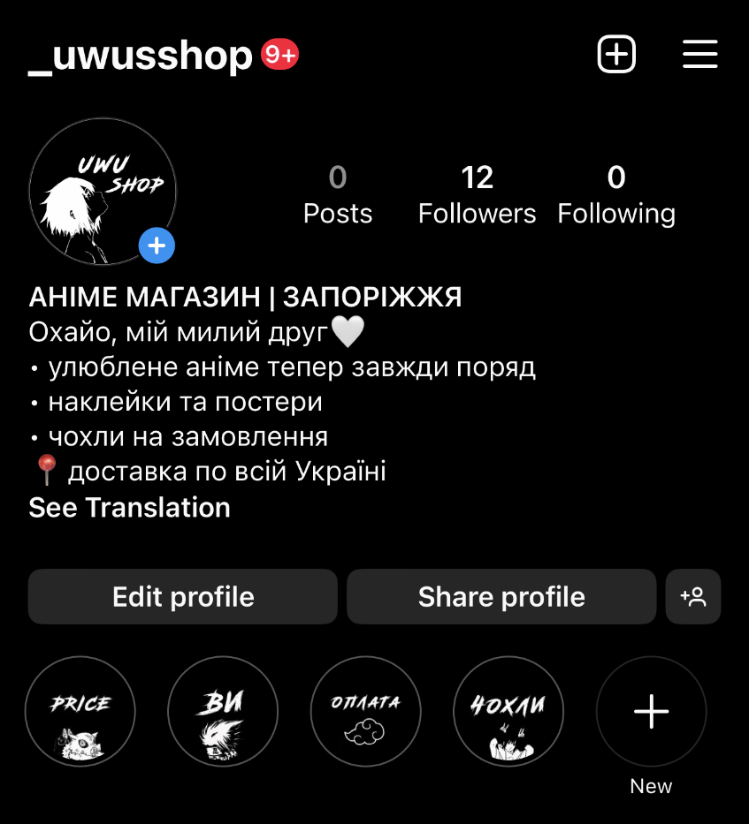 _uwusshop 9+
UWU
SHOP
0 12 0
Posts Followers Following
АНІМЕ МАГАЗИН | ЗАПОРІЖЖЯ
Охайо, мій милий друг🤍
• улюблене аніме тепер завжди поряд
• наклейки та постери
• чохли на замовлення
📍 доставка по всій Україні
See Translation
Edit profile Share profile
PRICE ВИ ОПЛАТА ЧОХЛИ
New